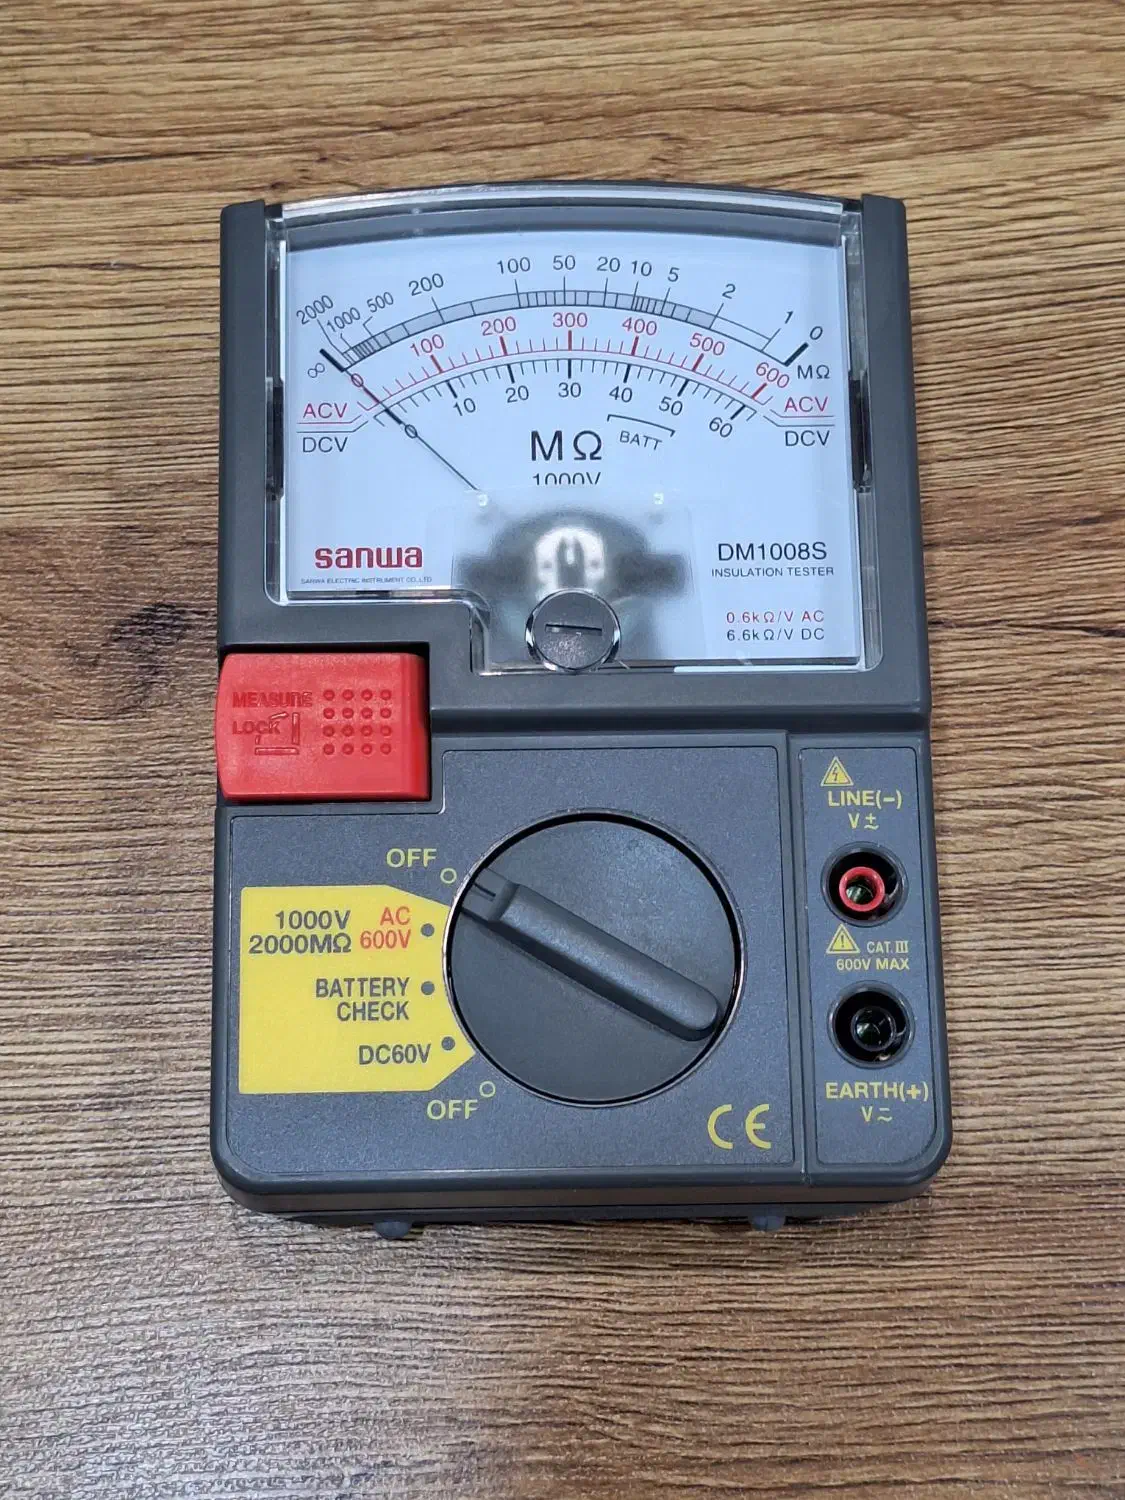 2000 1000 500 200 100 50 20 10 5 2 1 0
∞ MΩ
0 100 200 300 400 500 600
ACV ACV
DCV DCV
0 10 20 30 40 50 60
BATT
MΩ
1000V
sanwa
SANWA ELECTRIC INSTRUMENT CO.,LTD.
DM1008S
INSULATION TESTER
0.6kΩ/V AC
6.6kΩ/V DC
MEASURE
LOCK
OFF
1000V AC
2000MΩ 600V
BATTERY
CHECK
DC60V
OFF
CE
LINE(-)
V
CAT. III
600V MAX
EARTH(+)
V